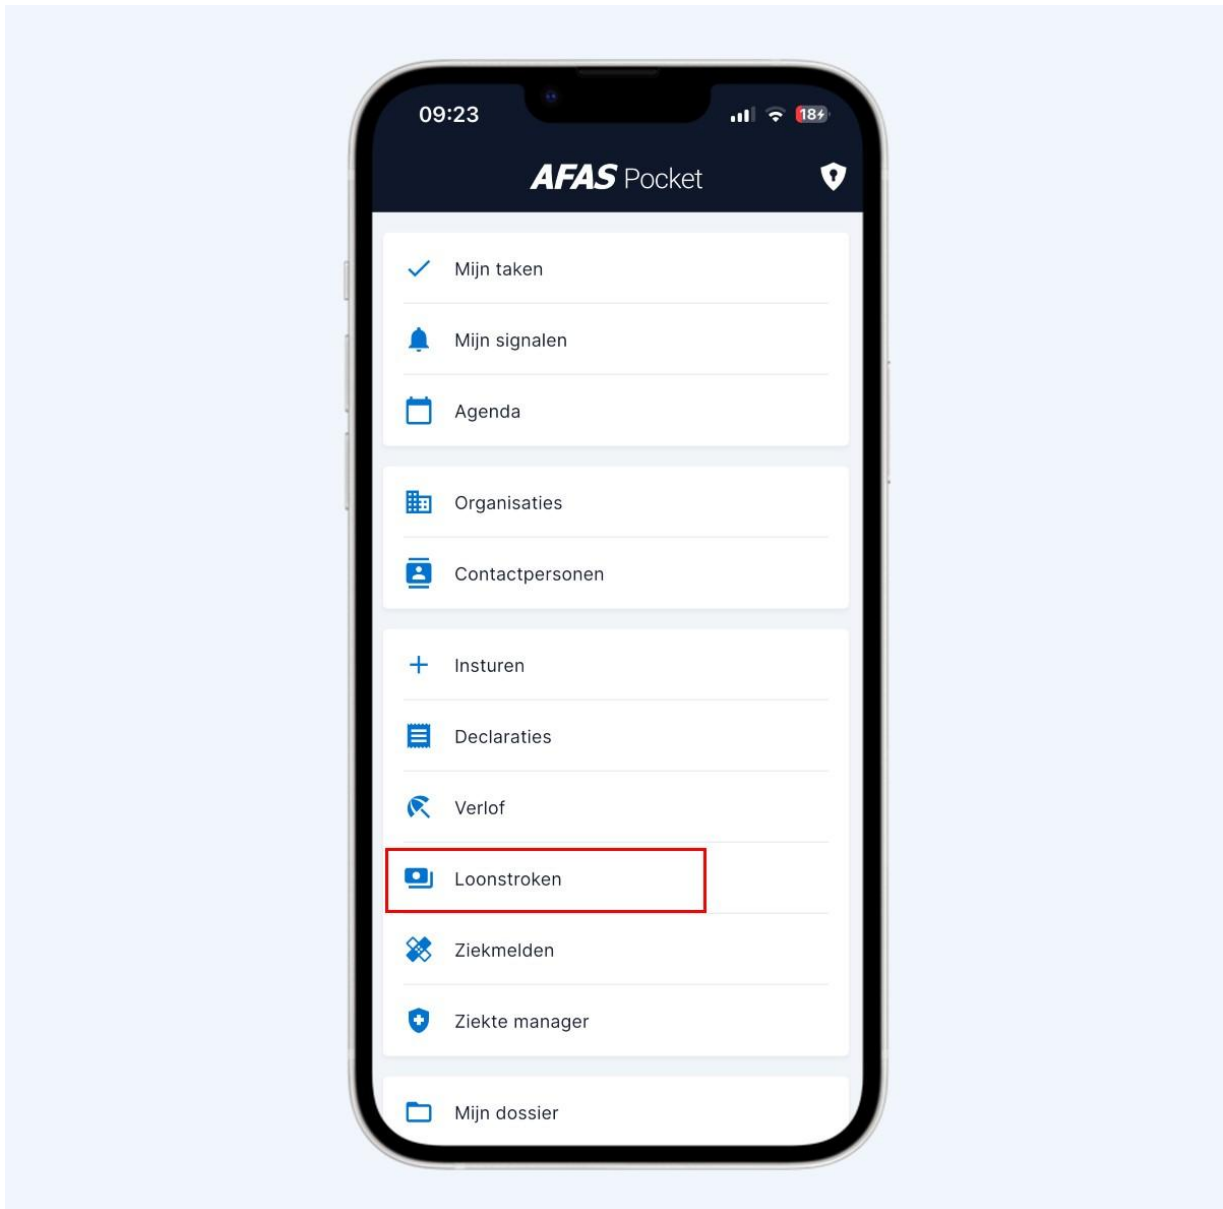 09:23
18
AFAS Pocket
Mijn taken
Mijn signalen
Agenda
Organisaties
Contactpersonen
Insturen
Declaraties
Verlof
Loonstroken
Ziekmelden
Ziekte manager
Mijn dossier